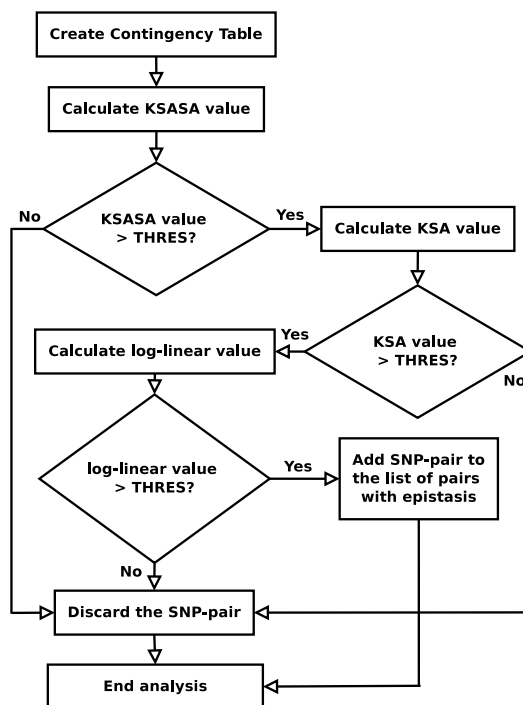 Create Contingency Table
Calculate KSASA value
No
KSASA value
> THRES?
Yes
Calculate KSA value
Calculate log-linear value
Yes
KSA value
> THRES?
No
log-linear value
> THRES?
Yes
Add SNP-pair to
the list of pairs
with epistasis
No
Discard the SNP-pair
End analysis